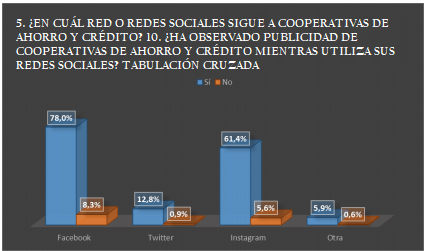 5. ¿EN CUÁL RED O REDES SOCIALES SIGUE A COOPERATIVAS DE
AHORRO Y CRÉDITO? 10. ¿HA OBSERVADO PUBLICIDAD DE
COOPERATIVAS DE AHORRO Y CRÉDITO MIENTRAS UTILIZA SUS
REDES SOCIALES? TABULACIÓN CRUZADA
Sí No
78,0%
8,3%
12,8%
0,9%
61,4%
5,6%
5,9%
0,6%
Facebook Twitter Instagram Otra